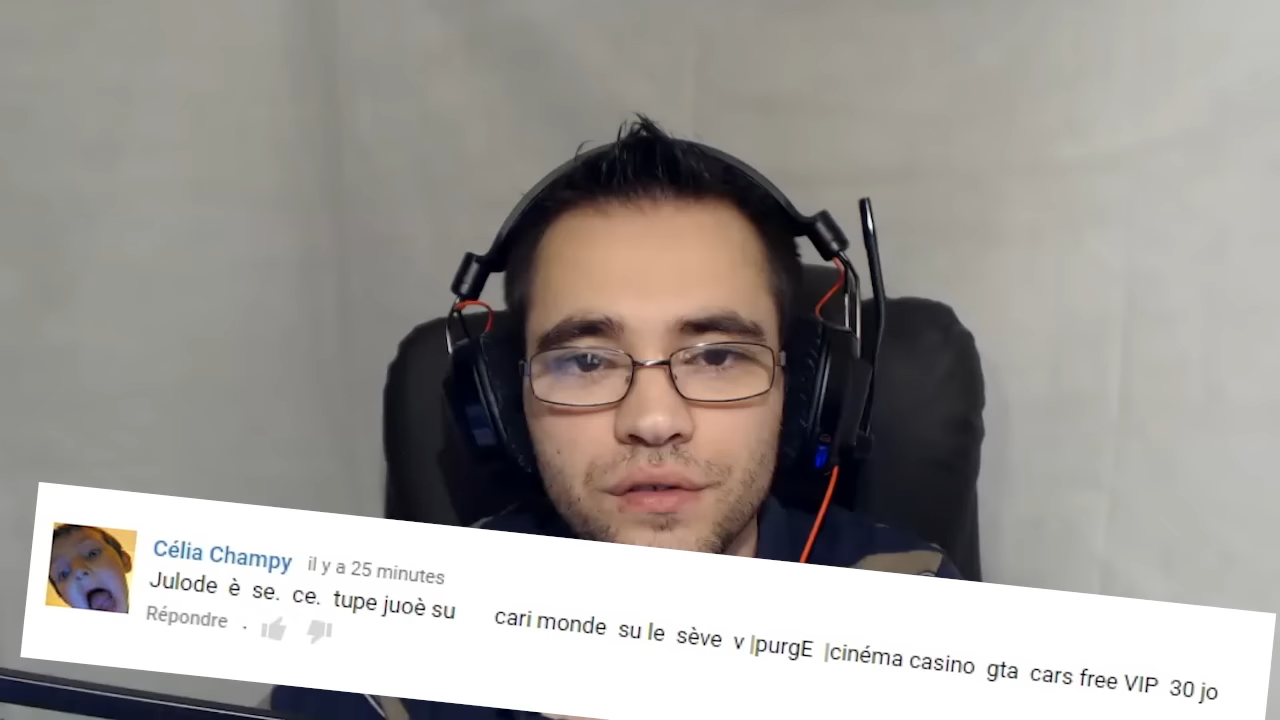 Célia Champy il y a 25 minutes
Julode è se. ce. tupe juoè su cari monde su le sève v |purgE |cinéma casino gta cars free VIP 30 jo
Répondre .